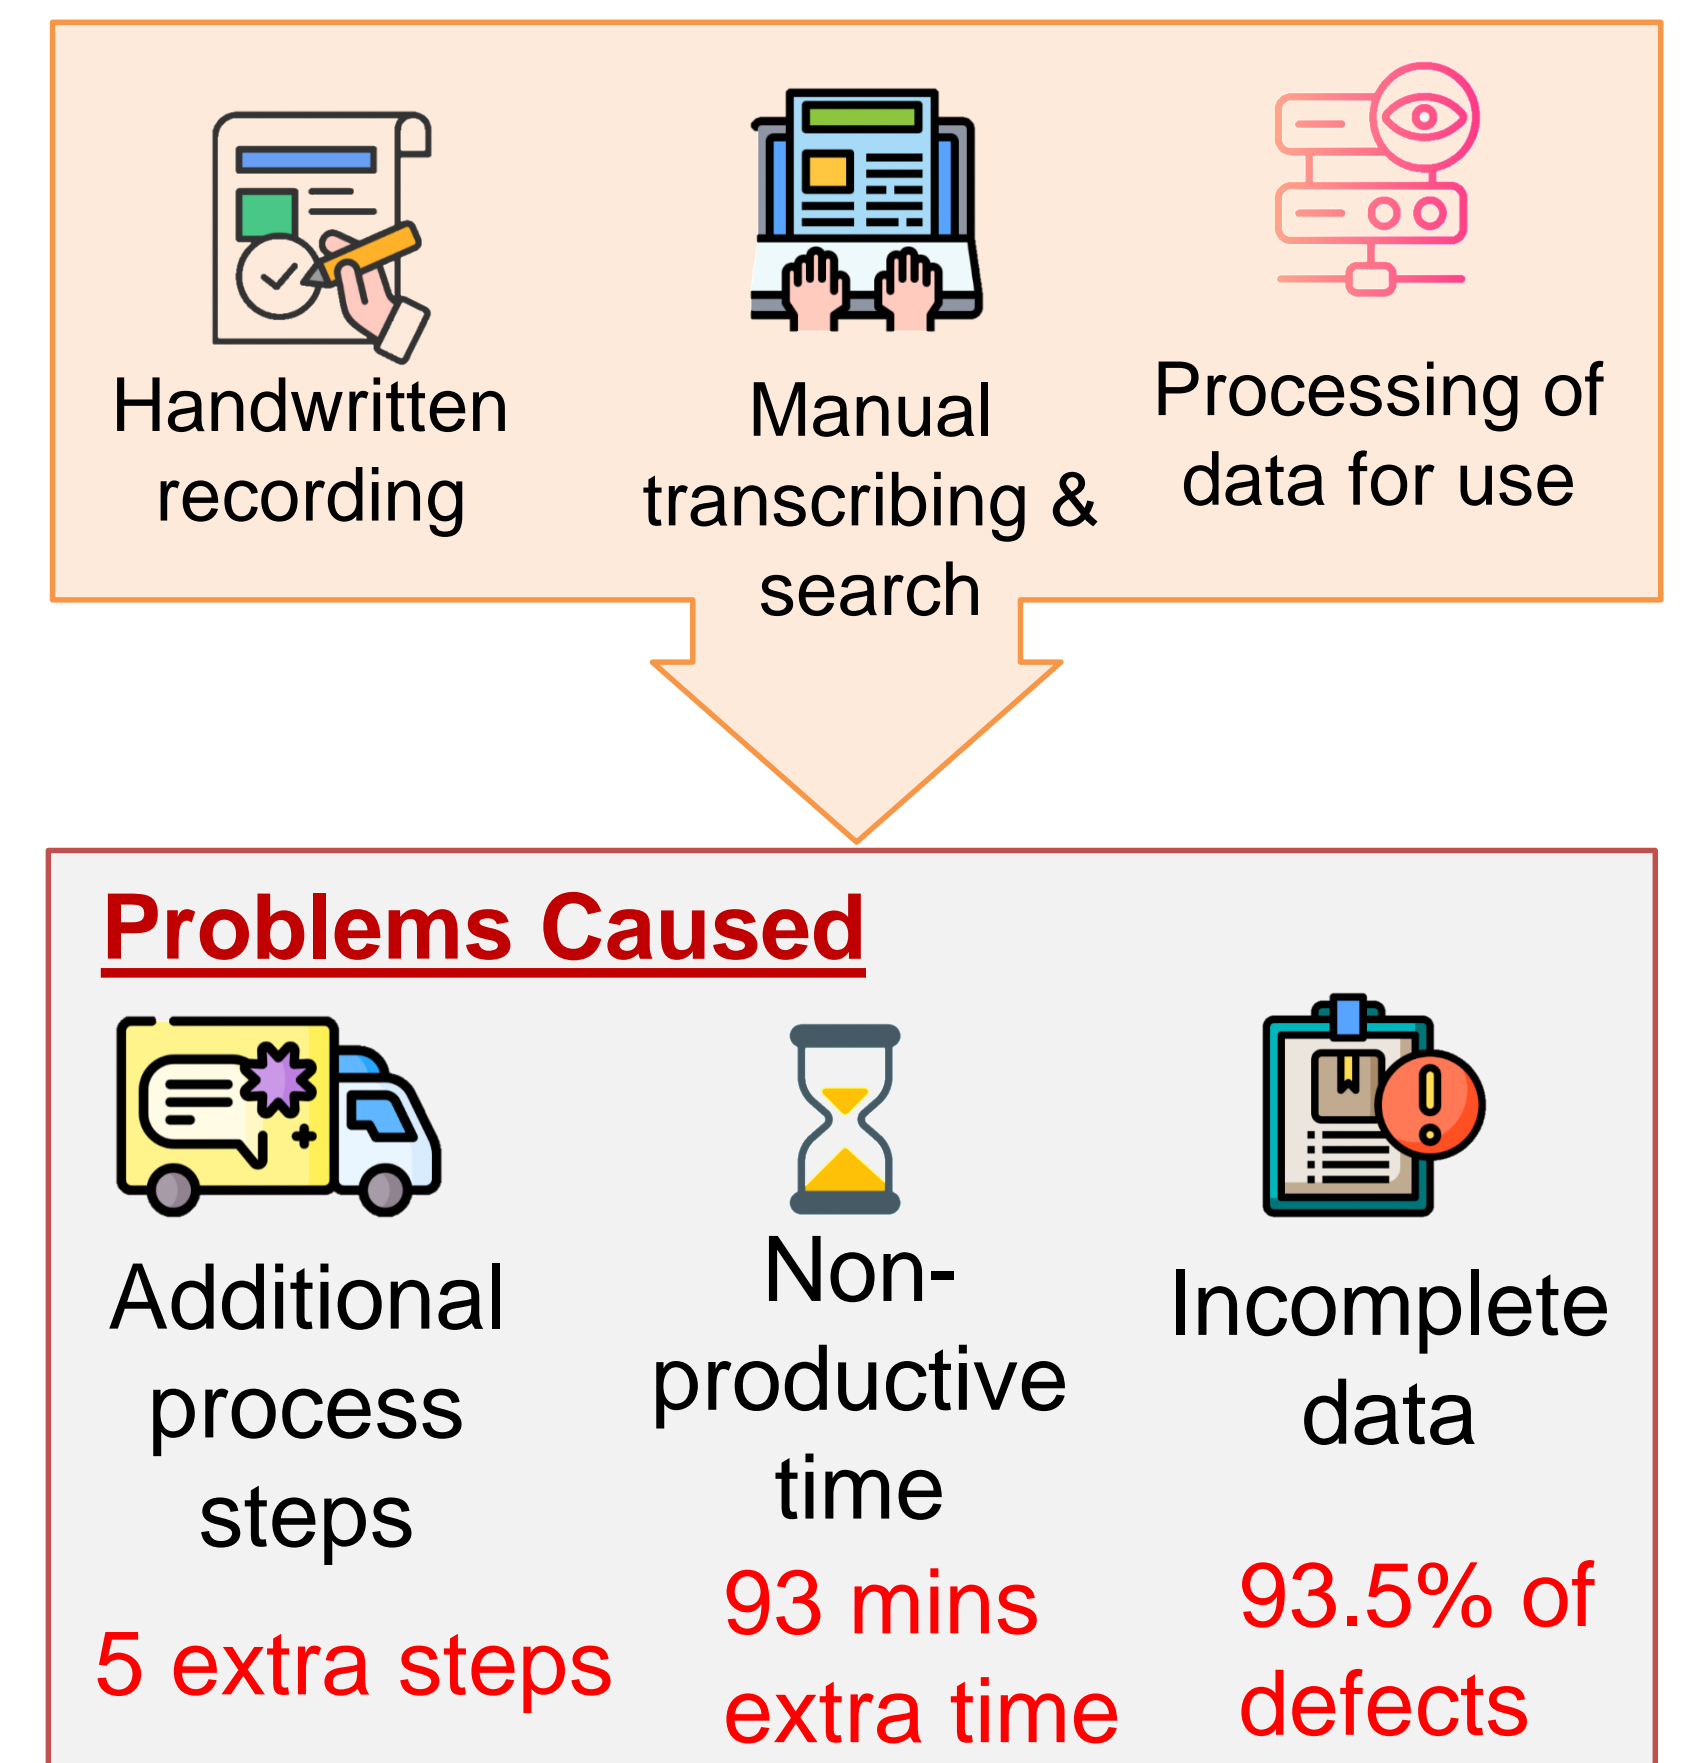 Handwritten
recording
Manual
transcribing &
search
Processing of
data for use
Problems Caused
Additional
process
steps
5 extra steps
Non-
productive
time
93 mins
extra time
Incomplete
data
93.5% of
defects